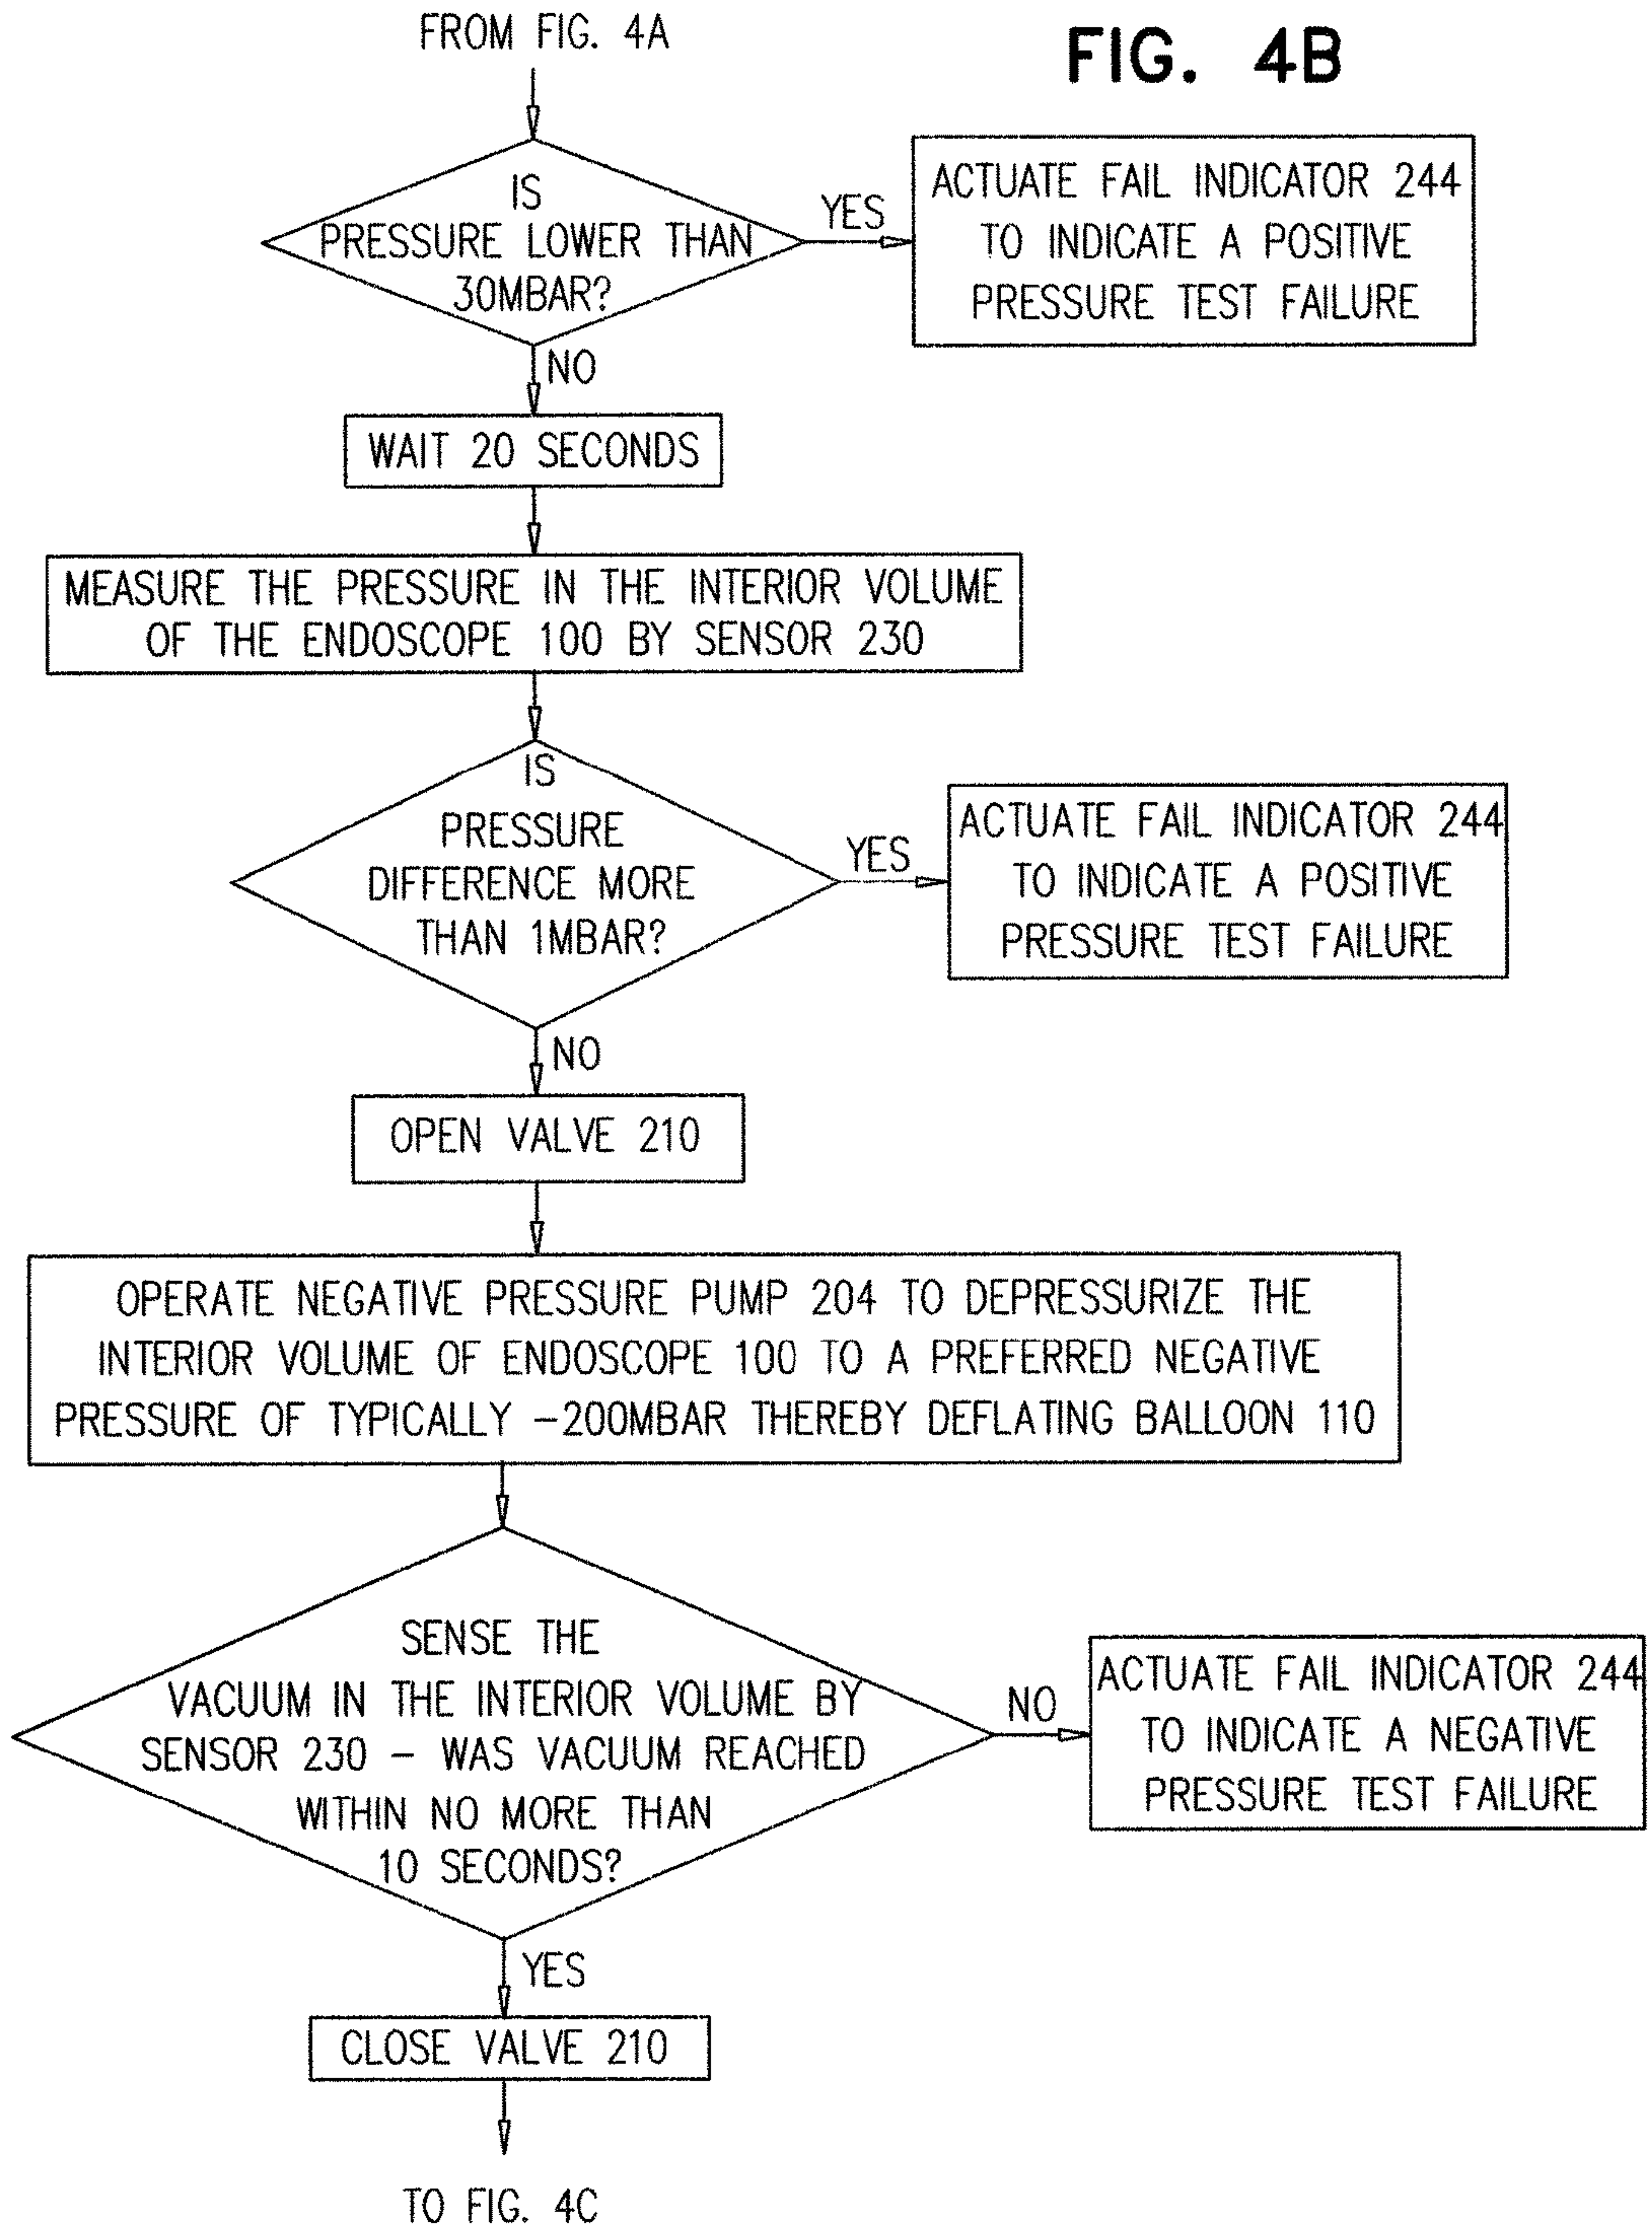 FROM FIG. 4A
FIG. 4B
IS
PRESSURE LOWER THAN
30MBAR?
YES
ACTUATE FAIL INDICATOR 244
TO INDICATE A POSITIVE
PRESSURE TEST FAILURE
NO
WAIT 20 SECONDS
MEASURE THE PRESSURE IN THE INTERIOR VOLUME
OF THE ENDOSCOPE 100 BY SENSOR 230
IS
PRESSURE
DIFFERENCE MORE
THAN 1MBAR?
YES
ACTUATE FAIL INDICATOR 244
TO INDICATE A POSITIVE
PRESSURE TEST FAILURE
NO
OPEN VALVE 210
OPERATE NEGATIVE PRESSURE PUMP 204 TO DEPRESSURIZE THE
INTERIOR VOLUME OF ENDOSCOPE 100 TO A PREFERRED NEGATIVE
PRESSURE OF TYPICALLY -200MBAR THEREBY DEFLATING BALLOON 110
SENSE THE
VACUUM IN THE INTERIOR VOLUME BY
SENSOR 230 - WAS VACUUM REACHED
WITHIN NO MORE THAN
10 SECONDS?
NO
ACTUATE FAIL INDICATOR 244
TO INDICATE A NEGATIVE
PRESSURE TEST FAILURE
YES
CLOSE VALVE 210
TO FIG. 4C